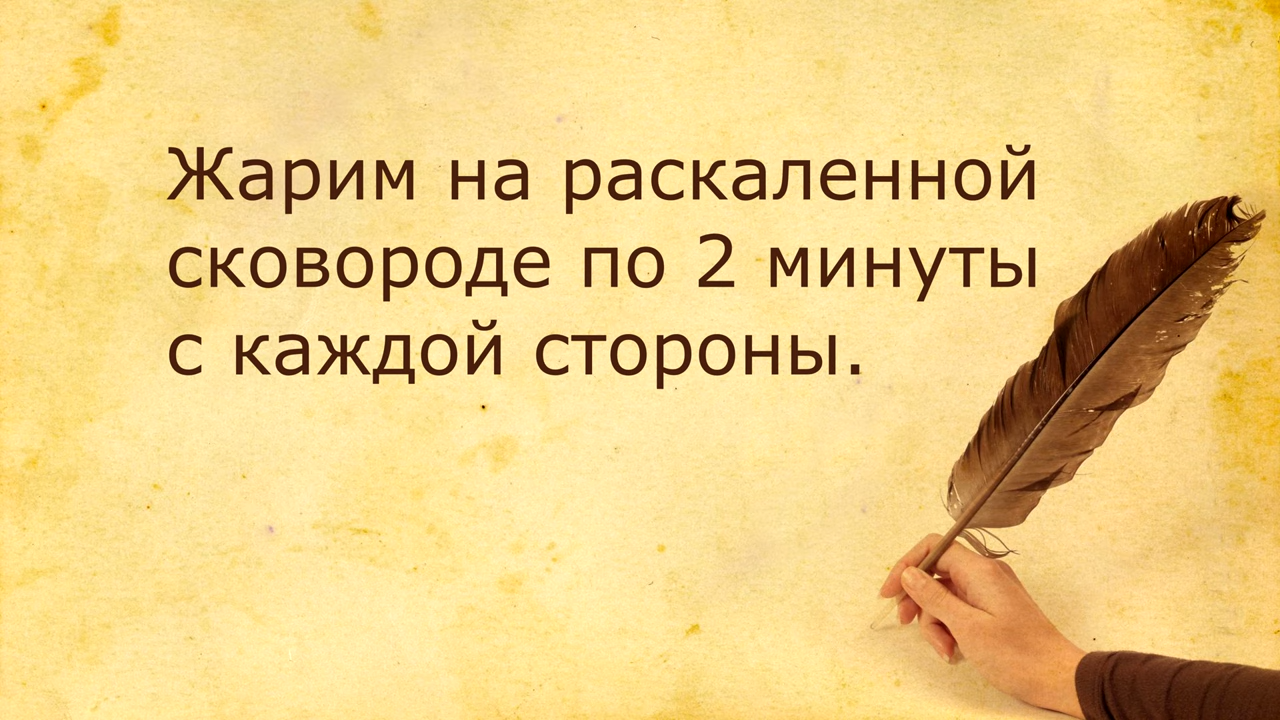 Жарим на раскаленной
сковороде по 2 минуты
с каждой стороны.